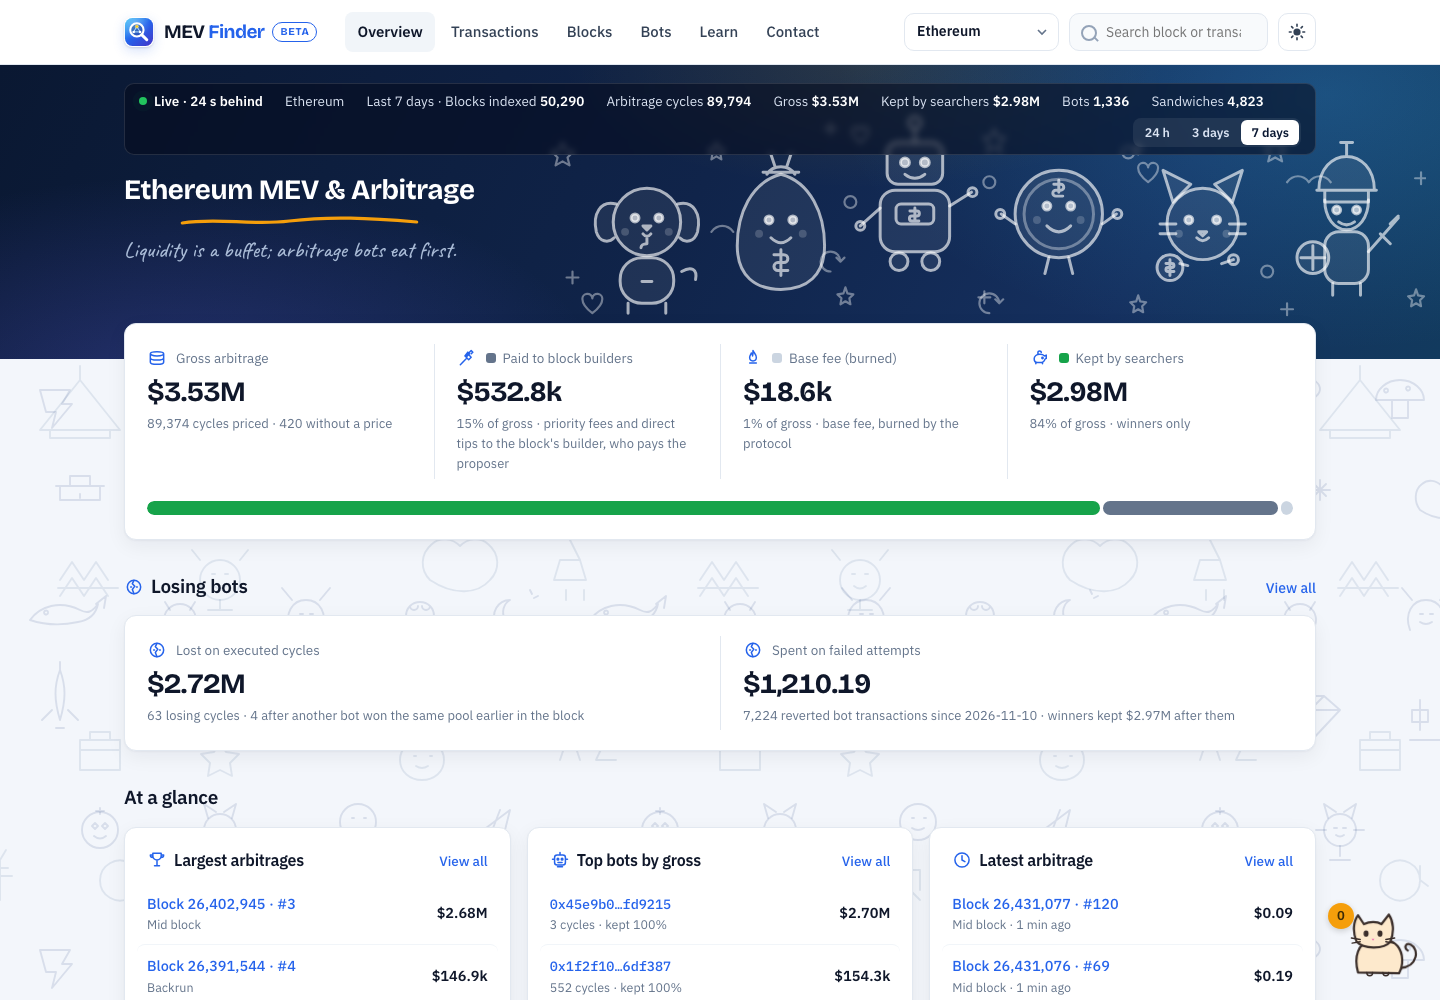 MEV Finder BETA
Overview Transactions Blocks Bots Learn Contact
Ethereum
Search block or transa
Live · 24 s behind Ethereum Last 7 days · Blocks indexed 50,290 Arbitrage cycles 89,794 Gross $3.53M Kept by searchers $2.98M Bots 1,336 Sandwiches 4,823
24 h 3 days 7 days
Ethereum MEV & Arbitrage
Liquidity is a buffet; arbitrage bots eat first.
Gross arbitrage
$3.53M
89,374 cycles priced · 420 without a price
Paid to block builders
$532.8k
15% of gross · priority fees and direct
tips to the block's builder, who pays the
proposer
Base fee (burned)
$18.6k
1% of gross · base fee, burned by the
protocol
Kept by searchers
$2.98M
84% of gross · winners only
Losing bots
View all
Lost on executed cycles
$2.72M
63 losing cycles · 4 after another bot won the same pool earlier in the block
Spent on failed attempts
$1,210.19
7,224 reverted bot transactions since 2026-11-10 · winners kept $2.97M after them
At a glance
Largest arbitrages View all
Block 26,402,945 · #3 $2.68M
Mid block
Block 26,391,544 · #4 $146.9k
Backrun
Top bots by gross View all
0x45e9b0…fd9215 $2.70M
3 cycles · kept 100%
0x1f2f10…6df387 $154.3k
552 cycles · kept 100%
Latest arbitrage View all
Block 26,431,077 · #120 $0.09
Mid block · 1 min ago
Block 26,431,076 · #69 $0.19
Mid block · 1 min ago
0